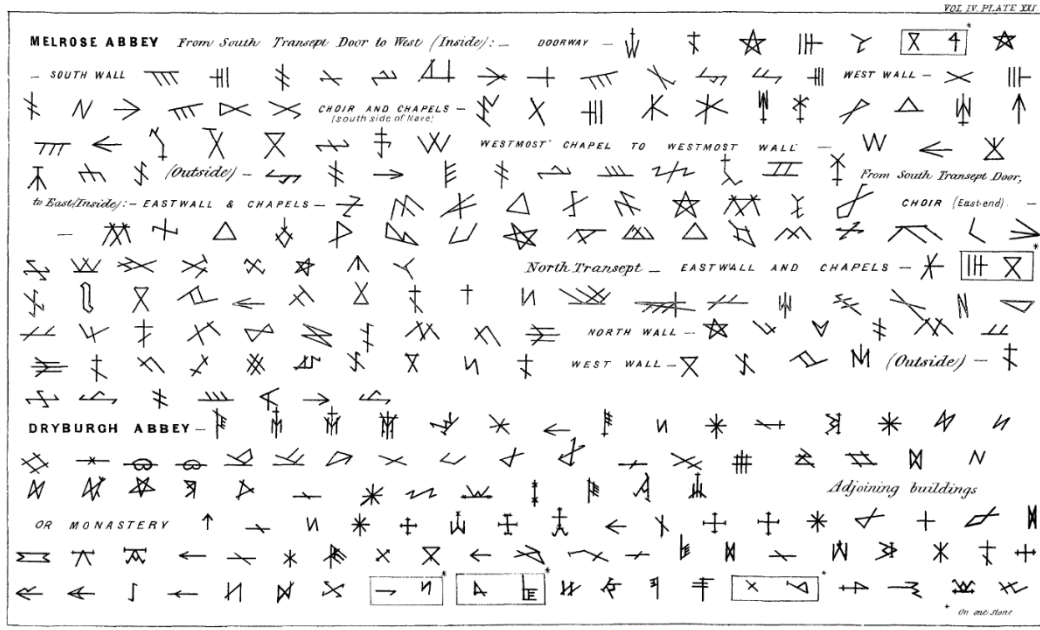 VOL IV. PLATE XXI.
MELROSE ABBEY From South Transept Door to West (Inside): – DOORWAY –
– SOUTH WALL WEST WALL –
CHOIR AND CHAPELS –
(south side of Nave)
WESTMOST CHAPEL TO WESTMOST WALL –
(Outside) – From South Transept Door,
to East (Inside): – EASTWALL & CHAPELS – CHOIR (East-end) –
North Transept – EASTWALL AND CHAPELS –
NORTH WALL –
WEST WALL – (Outside) –
DRYBURGH ABBEY –
Adjoining buildings
OR MONASTERY
* On one stone